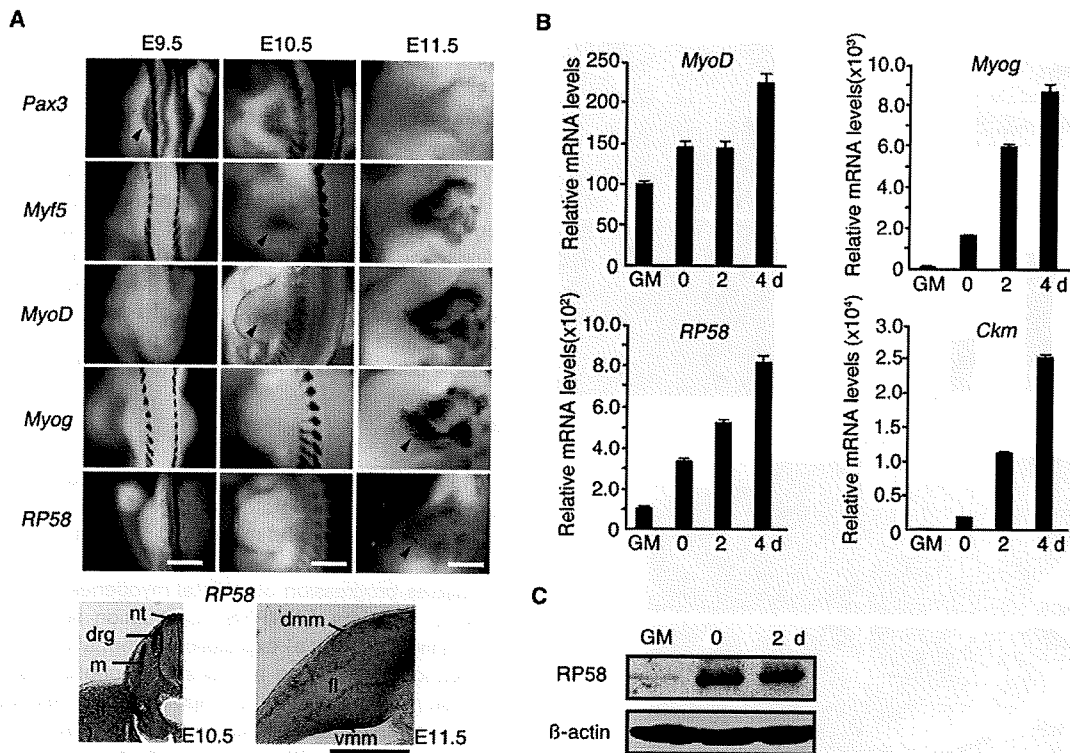 A
E9.5 E10.5 E11.5
Pax3
Myf5
MyoD
Myog
RP58
RP58
nt
drg
m
E10.5
dmm
fl
vmm
E11.5
B
MyoD
Relative mRNA levels
250
200
150
100
50
0
GM 0 2 4 d
Myog
Relative mRNA levels(x10³)
8.0
6.0
4.0
2.0
0
GM 0 2 4 d
RP58
Relative mRNA levels(x10²)
10.0
8.0
6.0
4.0
2.0
0
GM 0 2 4 d
Ckm
Relative mRNA levels (x10⁴)
3.0
2.5
2.0
1.5
1.0
0.5
0
GM 0 2 4 d
C
GM 0 2 d
RP58
ß-actin